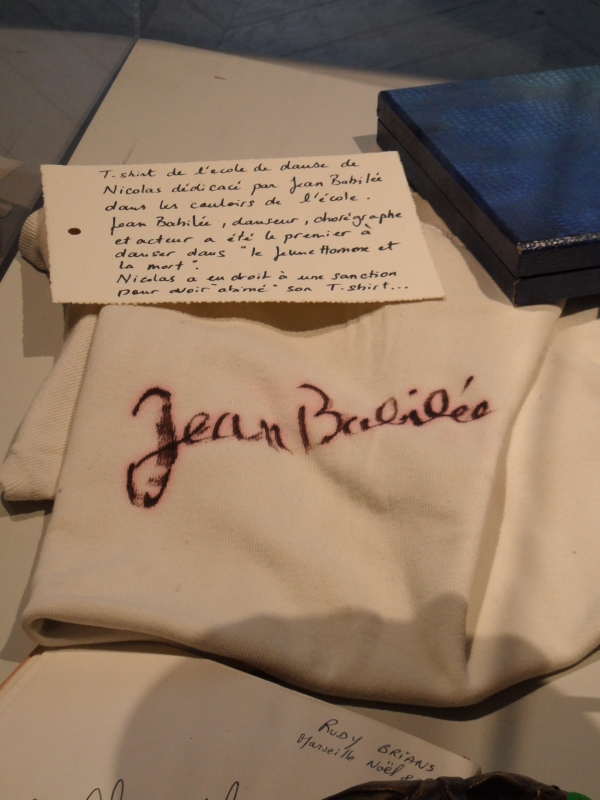 T-shirt de l'ecole de danse de
Nicolas dédicacé par Jean Babilée
dans les couloirs de l'école.
Jean Babilée, danseur, chorégraphe
et acteur a été le premier à
danser dans "le Jeune Homme et
la mort".
Nicolas a eu droit à une sanction
pour avoir "abimé" son T.shirt...
Jean Babilée
RUDY BRIANS
Marseille Noël